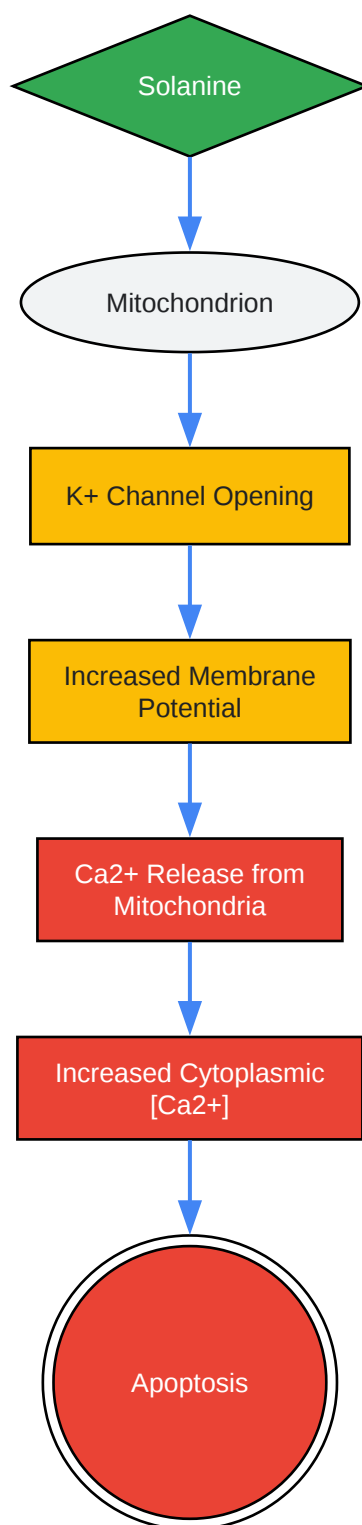 Solanine
Mitochondrion
K+ Channel Opening
Increased Membrane
Potential
Ca2+ Release from
Mitochondria
Increased Cytoplasmic
[Ca2+]
Apoptosis